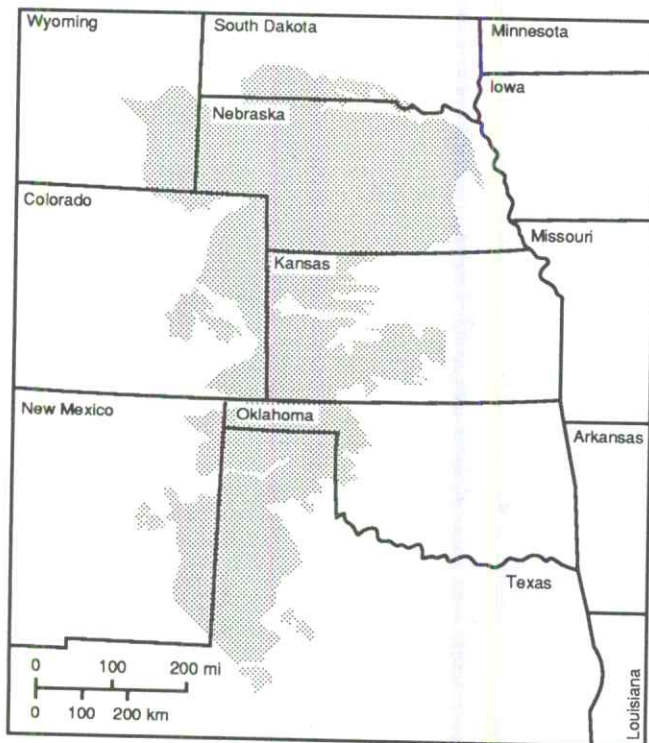 Wyoming
South Dakota
Minnesota
Iowa
Nebraska
Colorado
Missouri
Kansas
New Mexico
Oklahoma
Arkansas
Texas
0 100 200 mi
0 100 200 km
Louisiana